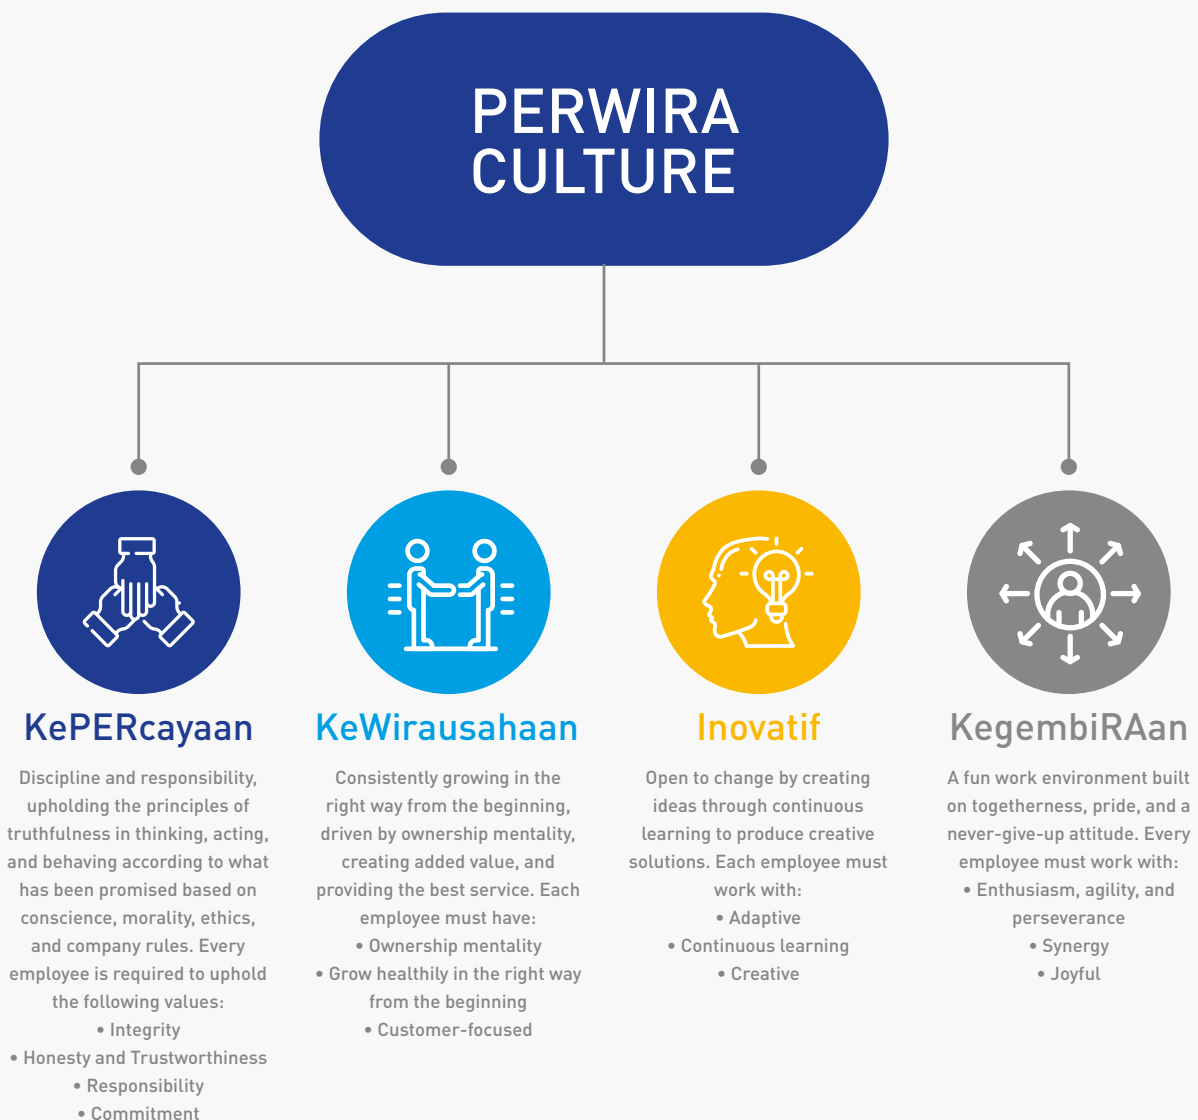 PERWIRA
CULTURE
KePERcayaan
Discipline and responsibility,
upholding the principles of
truthfulness in thinking, acting,
and behaving according to what
has been promised based on
conscience, morality, ethics,
and company rules. Every
employee is required to uphold
the following values:
• Integrity
• Honesty and Trustworthiness
• Responsibility
• Commitment
KeWirausahaan
Consistently growing in the
right way from the beginning,
driven by ownership mentality,
creating added value, and
providing the best service. Each
employee must have:
• Ownership mentality
• Grow healthily in the right way
from the beginning
• Customer-focused
Inovatif
Open to change by creating
ideas through continuous
learning to produce creative
solutions. Each employee must
work with:
• Adaptive
• Continuous learning
• Creative
KegembiRAan
A fun work environment built
on togetherness, pride, and a
never-give-up attitude. Every
employee must work with:
• Enthusiasm, agility, and
perseverance
• Synergy
• Joyful